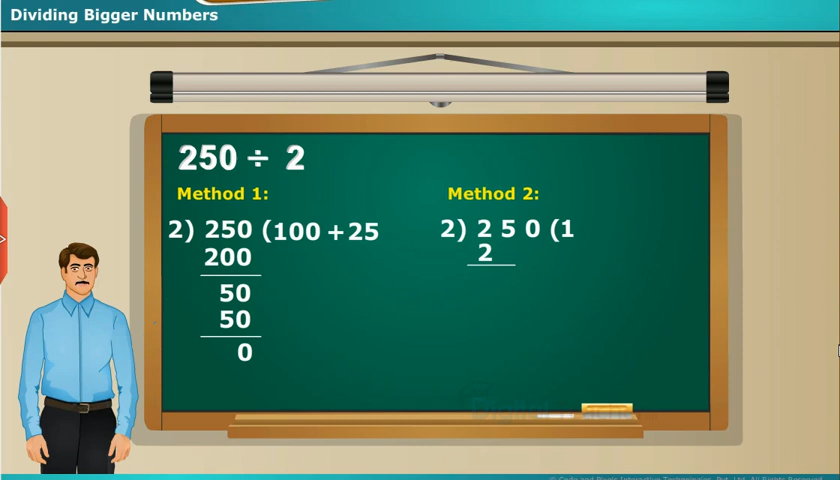 Dividing Bigger Numbers
250 ÷ 2
Method 1:
2) 250 (100 + 25
200
50
50
0
Method 2:
2) 2 5 0 (1
2